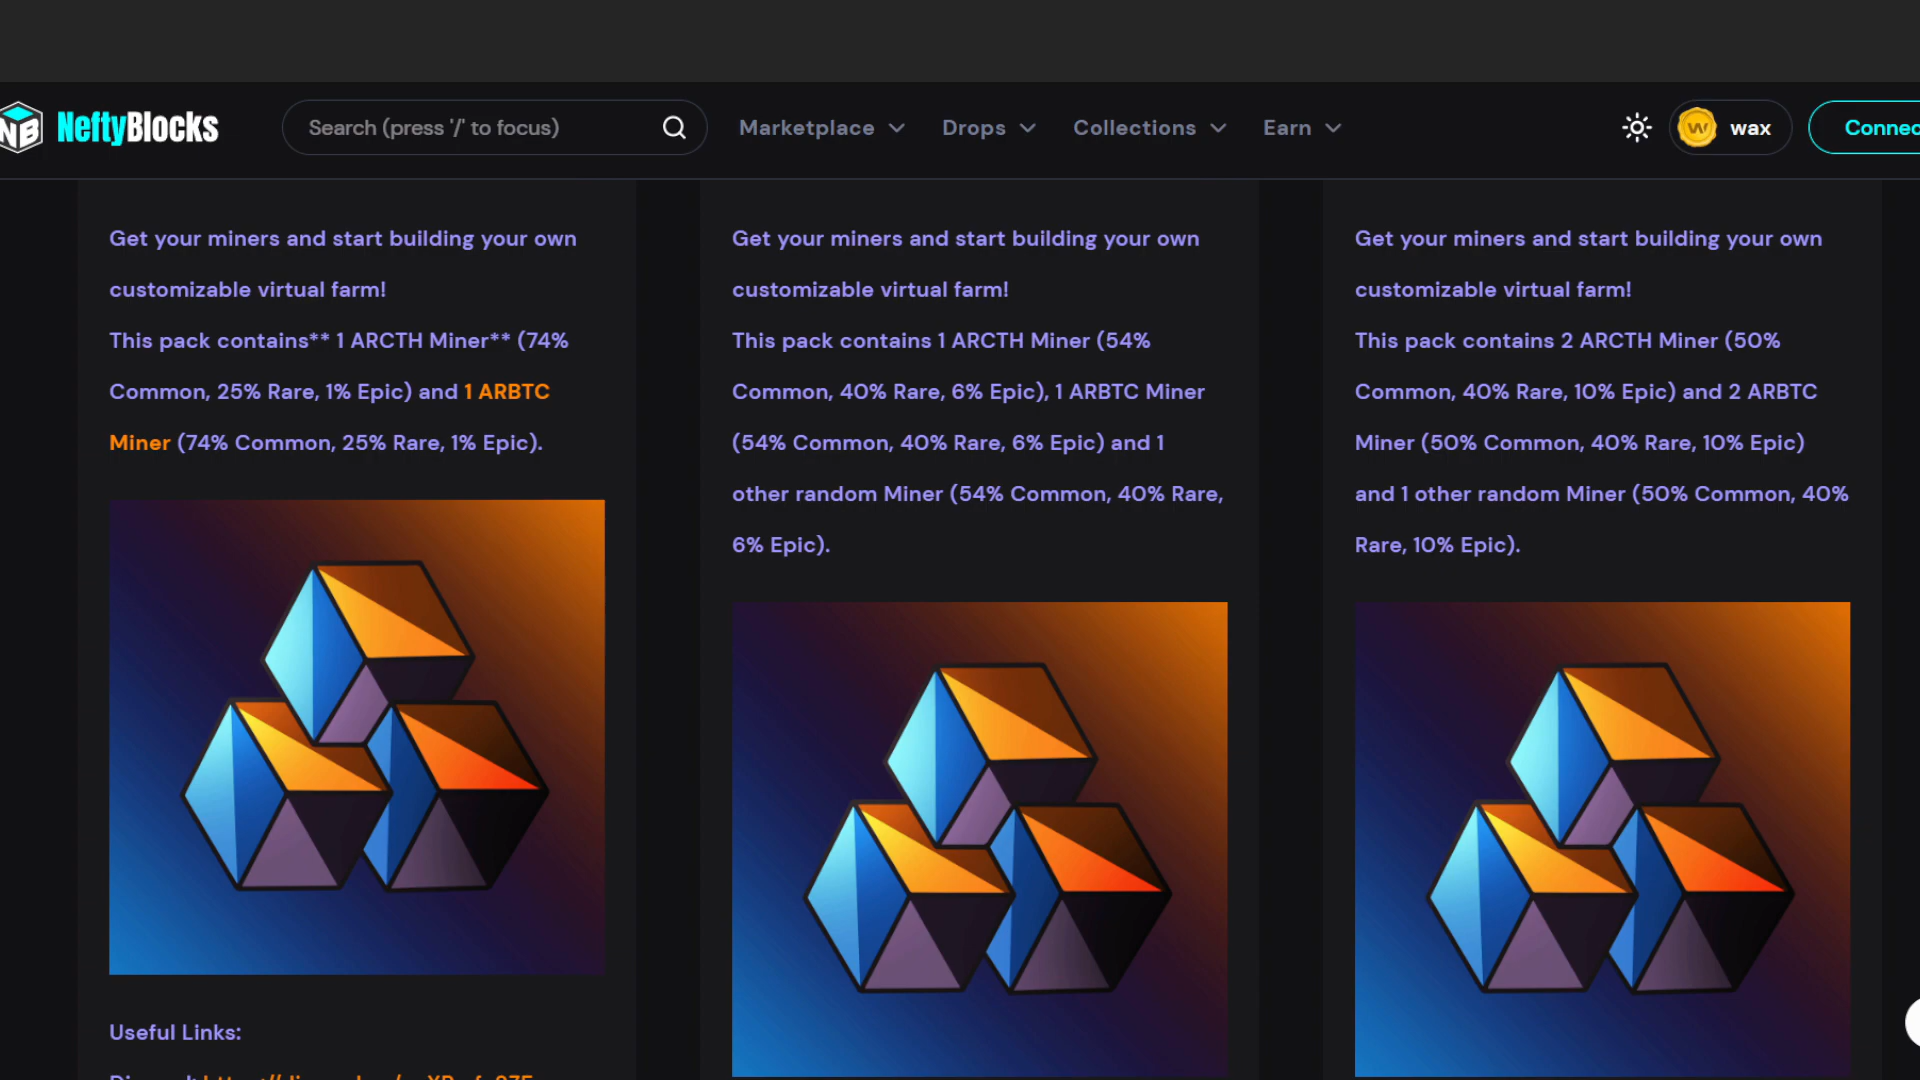 NB NeftyBlocks
Search (press '/' to focus)
Marketplace
Drops
Collections
Earn
wax
Connec
Get your miners and start building your own
customizable virtual farm!
This pack contains** 1 ARCTH Miner** (74%
Common, 25% Rare, 1% Epic) and 1 ARBTC
Miner (74% Common, 25% Rare, 1% Epic).
Useful Links:
Get your miners and start building your own
customizable virtual farm!
This pack contains 1 ARCTH Miner (54%
Common, 40% Rare, 6% Epic), 1 ARBTC Miner
(54% Common, 40% Rare, 6% Epic) and 1
other random Miner (54% Common, 40% Rare,
6% Epic).
Get your miners and start building your own
customizable virtual farm!
This pack contains 2 ARCTH Miner (50%
Common, 40% Rare, 10% Epic) and 2 ARBTC
Miner (50% Common, 40% Rare, 10% Epic)
and 1 other random Miner (50% Common, 40%
Rare, 10% Epic).